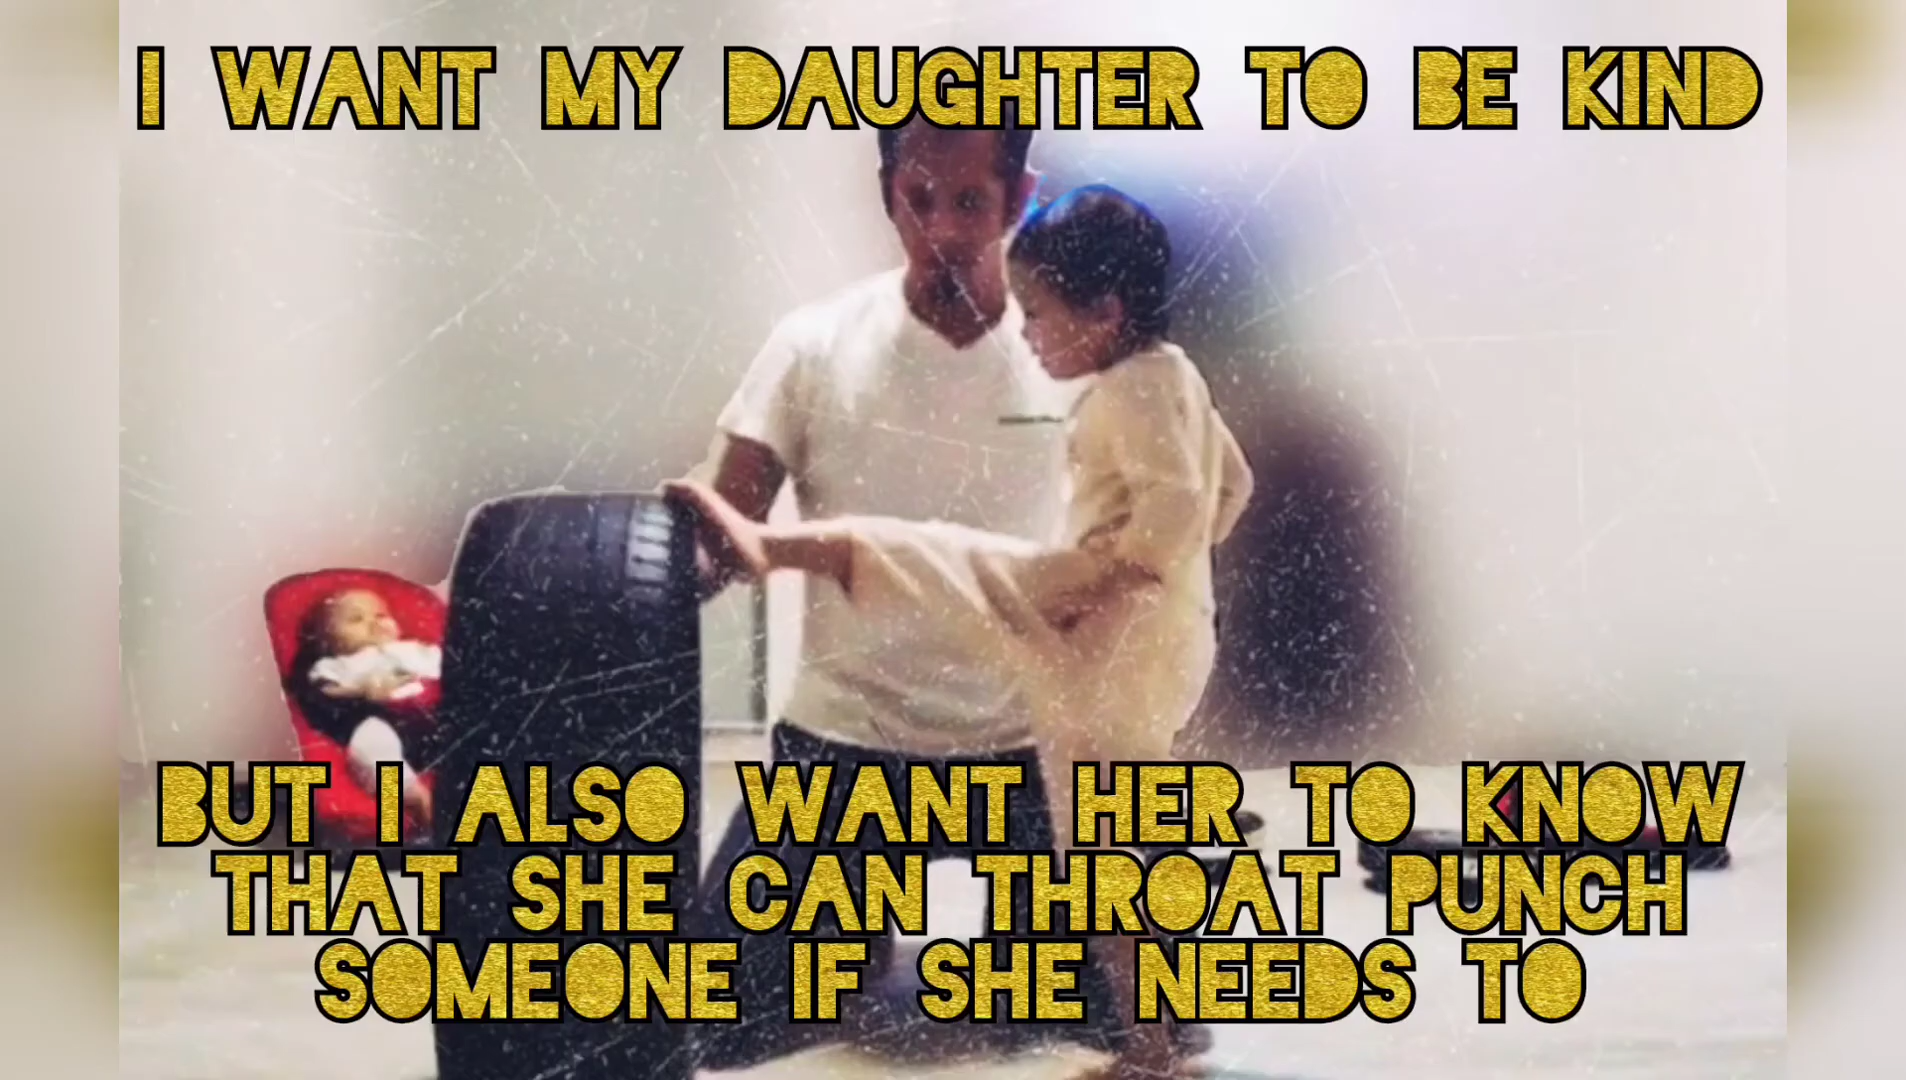 I WANT MY DAUGHTER TO BE KIND
BUT I ALSO WANT HER TO KNOW
THAT SHE CAN THROAT PUNCH
SOMEONE IF SHE NEEDS TO